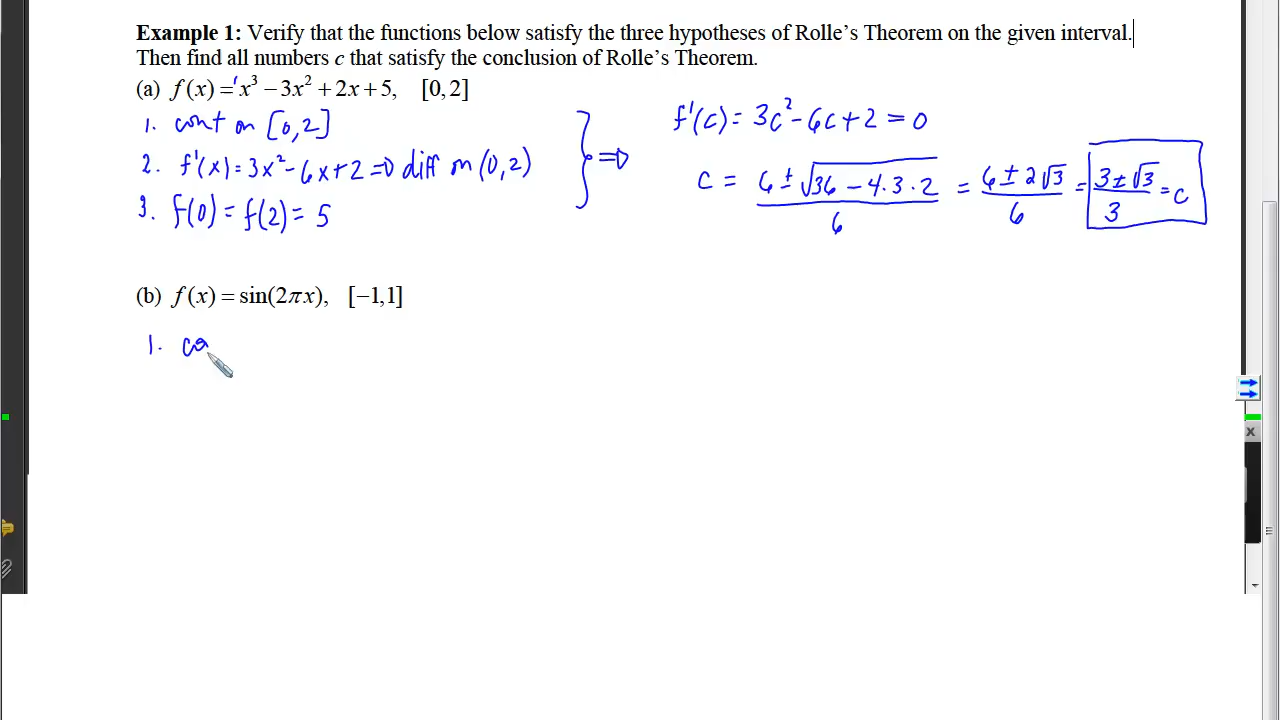 Example 1: Verify that the functions below satisfy the three hypotheses of Rolle’s Theorem on the given interval.
Then find all numbers c that satisfy the conclusion of Rolle’s Theorem.
(a) f(x) = x³ − 3x² + 2x + 5, [0, 2]
1. cont on [0,2]
2. f'(x) = 3x² − 6x + 2 ⇒ diff on (0,2)
3. f(0) = f(2) = 5
} ⇒
f'(c) = 3c² − 6c + 2 = 0
c = (6 ± √(36 − 4·3·2))/6 = (6 ± 2√3)/6 = (3 ± √3)/3 = c
(b) f(x) = sin(2πx), [−1,1]
1. co
x